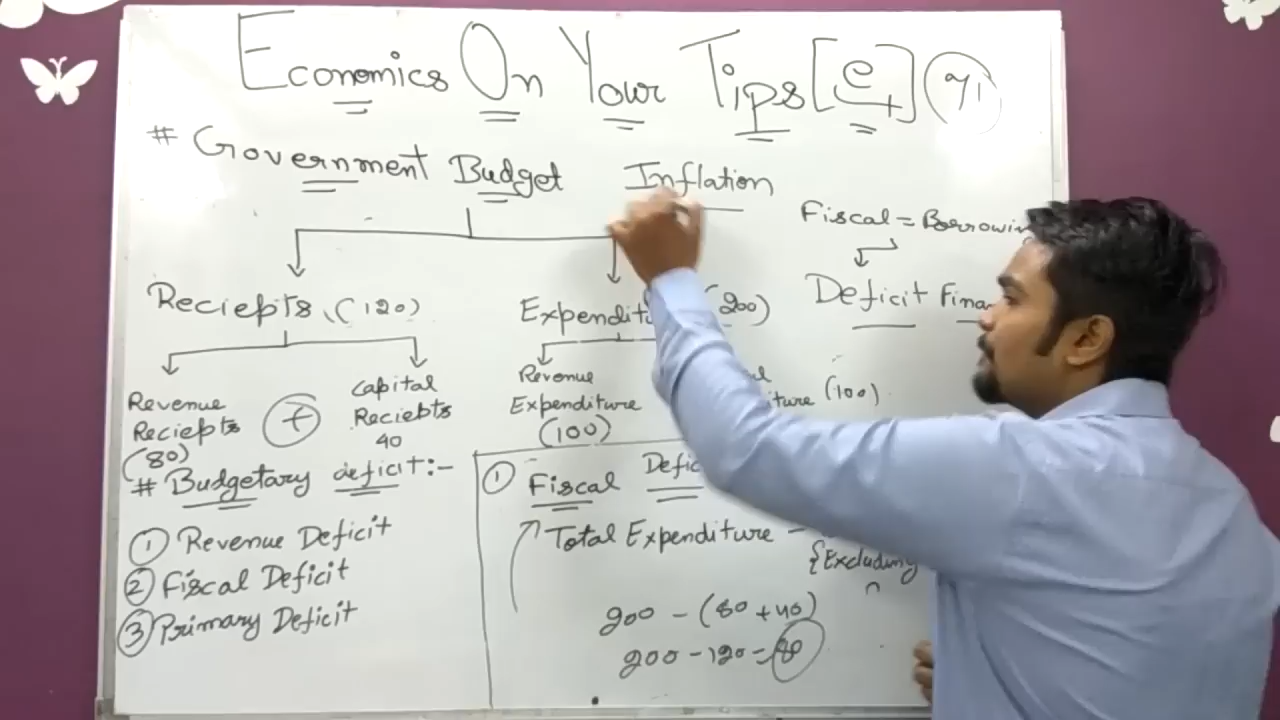 Economics On Your Tips [e]
# Government Budget
Inflation
Fiscal = Borrowin
Deficit Fina
Reciepts, (120)
Expendit (200)
Revenue
Reciepts
(80)
+
Capital
Reciepts
40
Revenue
Expenditure
(100)
iture (100)
# Budgetary deficit:-
① Revenue Deficit
② Fiscal Deficit
③ Primary Deficit
① Fiscal Defic
Total Expenditure -
{Excluding
200 - (80 + 40)
200 - 120 = 80